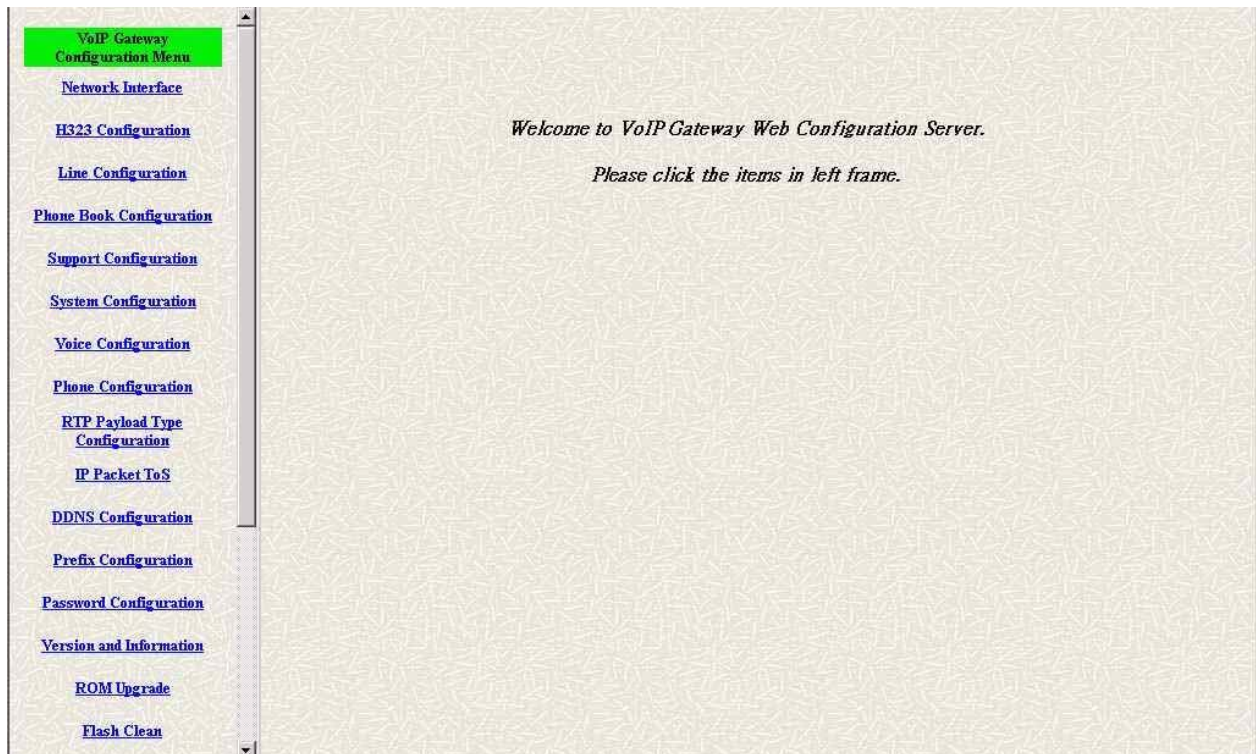 VoIP Gateway
Configuration Menu
Network Interface
H323 Configuration
Line Configuration
Phone Book Configuration
Support Configuration
System Configuration
Voice Configuration
Phone Configuration
RTP Payload Type
Configuration
IP Packet ToS
DDNS Configuration
Prefix Configuration
Password Configuration
Version and Information
ROM Upgrade
Flash Clean
Welcome to VoIP Gateway Web Configuration Server.
Please click the items in left frame.